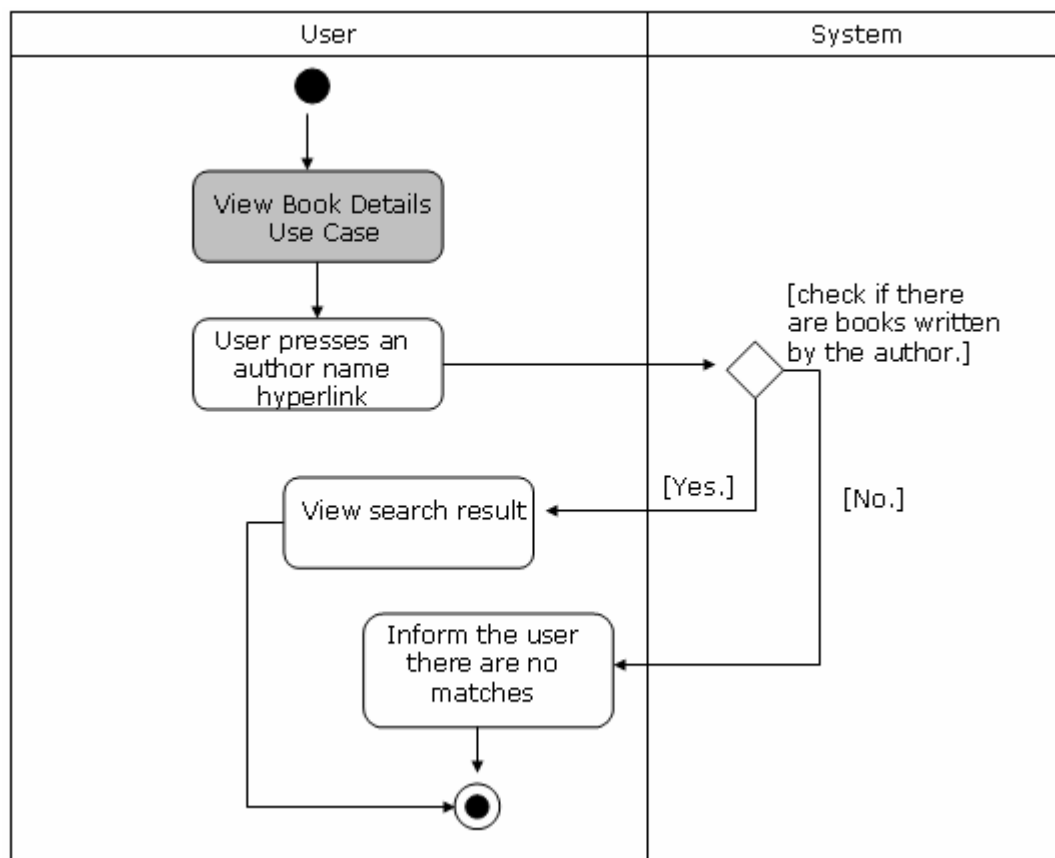 User
System
View Book Details
Use Case
[check if there
are books written
by the author.]
User presses an
author name
hyperlink
[Yes.]
[No.]
View search result
Inform the user
there are no
matches